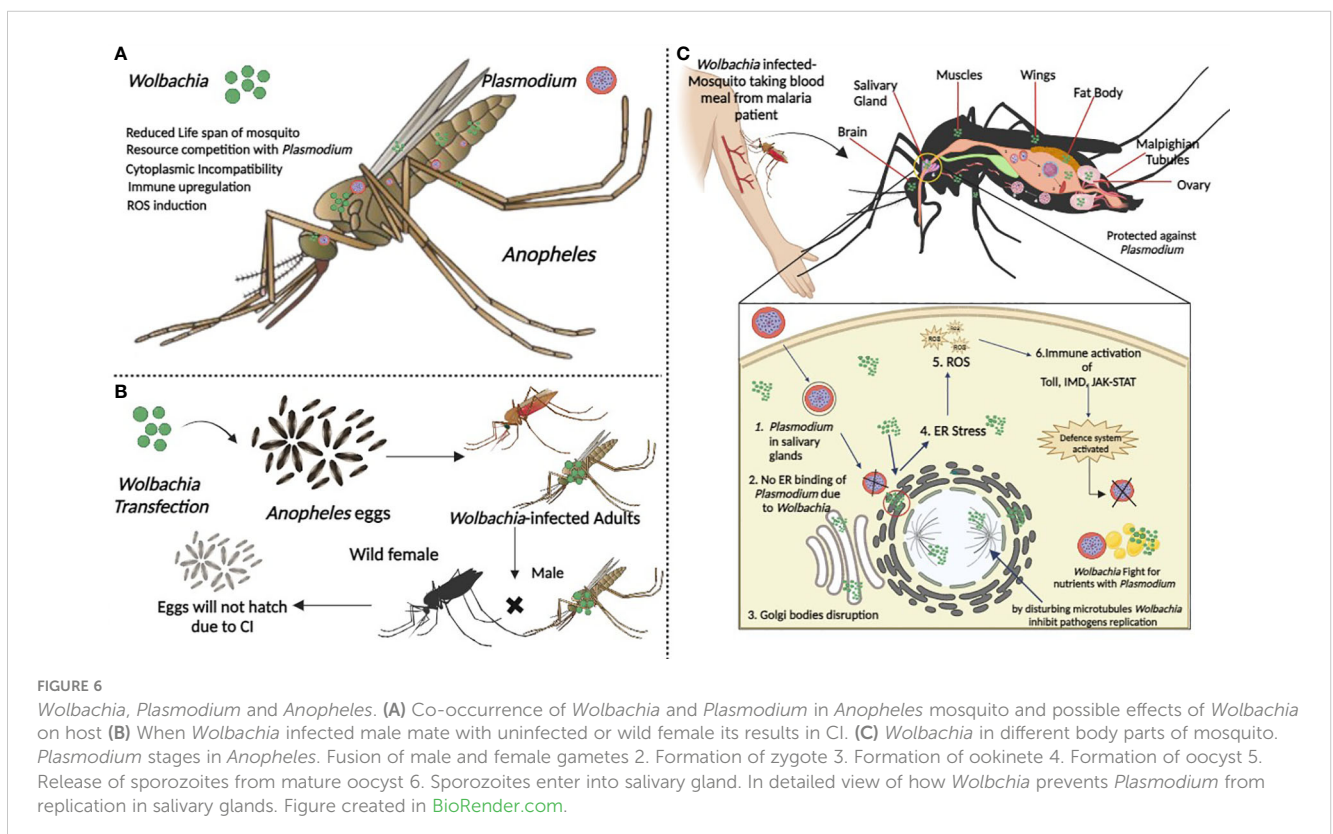 A
Wolbachia
Plasmodium
Reduced Life span of mosquito
Resource competition with Plasmodium
Cytoplasmic Incompatibility
Immune upregulation
ROS induction
Anopheles
B
Wolbachia
Transfection
Anopheles eggs
Wolbachia-infected Adults
Wild female
Male
Eggs will not hatch
due to CI
C
Wolbachia infected-
Mosquito taking blood
meal from malaria
patient
Brain
Salivary
Gland
Muscles
Wings
Fat Body
Malpighian
Tubules
Ovary
Protected against
Plasmodium
ROS
ROS
ROS
5. ROS
6.Immune activation
of
Toll, IMD, JAK-STAT
1. Plasmodium
in salivary
glands
4. ER Stress
Defence system
activated
2. No ER binding of
Plasmodium due
to Wolbachia
Wolbachia Fight for
nutrients with Plasmodium
3. Golgi bodies disruption
by disturbing microtubules Wolbachia
inhibit pathogens replication
FIGURE 6
Wolbachia, Plasmodium and Anopheles. (A) Co-occurrence of Wolbachia and Plasmodium in Anopheles mosquito and possible effects of Wolbachia
on host (B) When Wolbachia infected male mate with uninfected or wild female its results in CI. (C) Wolbachia in different body parts of mosquito.
Plasmodium stages in Anopheles. Fusion of male and female gametes 2. Formation of zygote 3. Formation of ookinete 4. Formation of oocyst 5.
Release of sporozoites from mature oocyst 6. Sporozoites enter into salivary gland. In detailed view of how Wolbchia prevents Plasmodium from
replication in salivary glands. Figure created in BioRender.com.